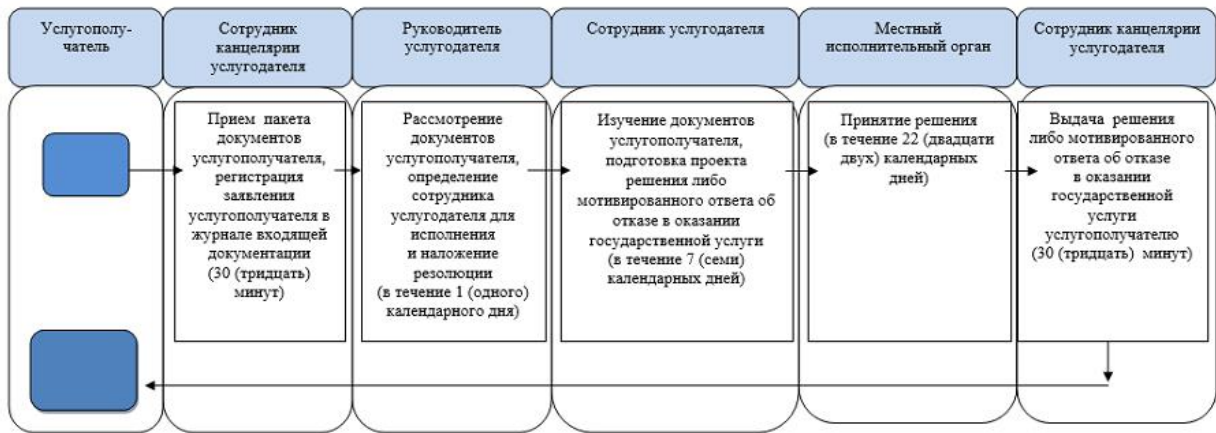 Услугополу-
чатель
Сотрудник
канцелярии
услугодателя
Руководитель
услугодателя
Сотрудник услугодателя
Местный
исполнительный орган
Сотрудник канцелярии
услугодателя
Прием пакета
документов
услугополучателя,
регистрация
заявления
услугополучателя в
журнале входящей
документации
(30 (тридцать)
минут)
Рассмотрение
документов
услугополучателя,
определение
сотрудника
услугодателя для
исполнения
и наложение
резолюции
(в течение 1 (одного)
календарного дня)
Изучение документов
услугополучателя,
подготовка проекта
решения либо
мотивированного ответа об
отказе в оказании
государственной услуги
(в течение 7 (семи)
календарных дней)
Принятие решения
(в течение 22 (двадцати
двух) календарных
дней)
Выдача решения
либо мотивированного
ответа об отказе
в оказании
государственной
услуги
услугополучателю
(30 (тридцать) минут)